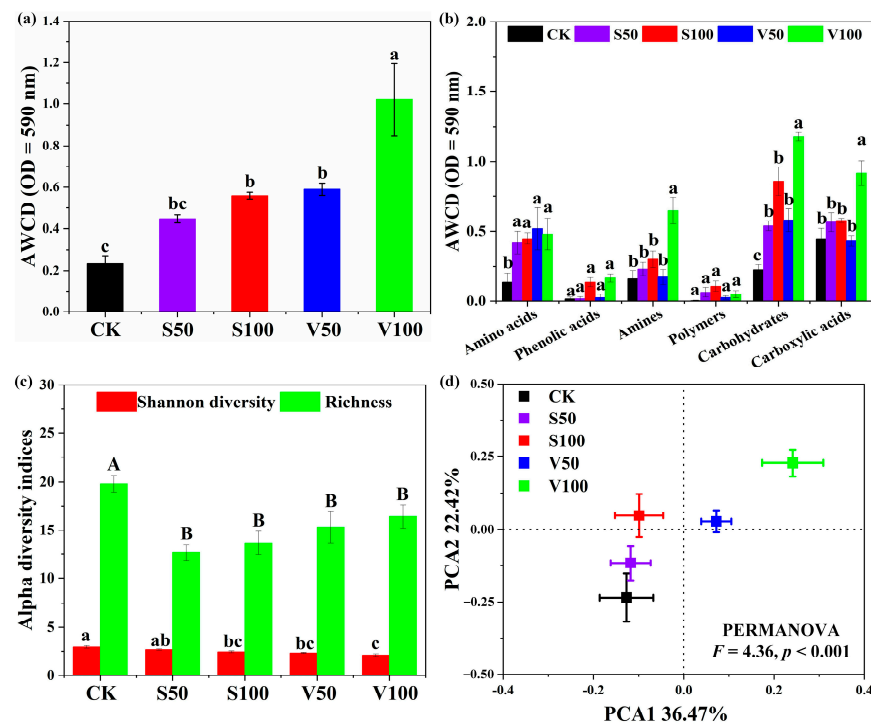 (a)
1.4
1.2
1.0
0.8
0.6
0.4
0.2
0.0
AWCD (OD = 590 nm)
c
bc
b
b
a
CK S50 S100 V50 V100
(b)
2.0
1.5
1.0
0.5
0.0
AWCD (OD = 590 nm)
CK S50 S100 V50 V100
b a a a a
a a a a a
b b b b a
a a a a a
c b b b a
b b b b a
Amino acids
Phenolic acids
Amines
Polymers
Carbohydrates
Carboxylic acids
(c)
30
25
20
15
10
5
0
Alpha diversity indices
Shannon diversity Richness
A B B B B
a ab bc bc c
CK S50 S100 V50 V100
(d)
0.50
0.25
0.00
−0.25
−0.50
PCA2 22.42%
CK
S50
S100
V50
V100
PERMANOVA
F = 4.36, p < 0.001
-0.4 -0.2 0.0 0.2 0.4
PCA1 36.47%